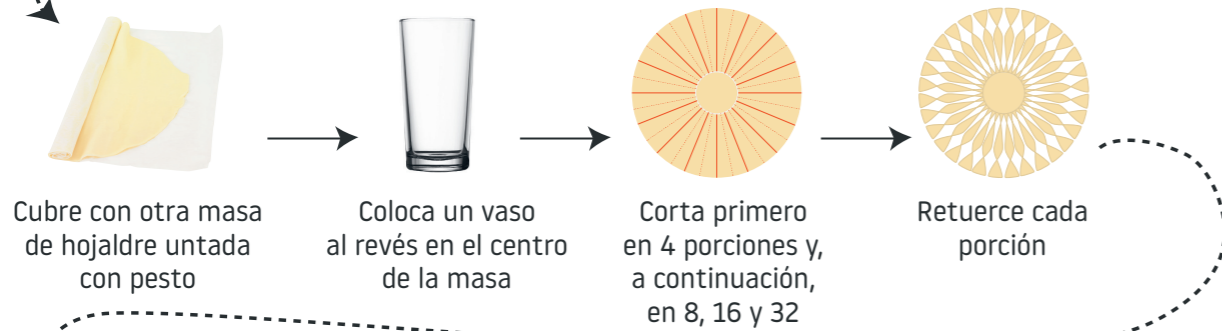 Cubre con otra masa
de hojaldre untada
con pesto
Coloca un vaso
al revés en el centro
de la masa
Corta primero
en 4 porciones y,
a continuación,
en 8, 16 y 32
Retuerce cada
porción